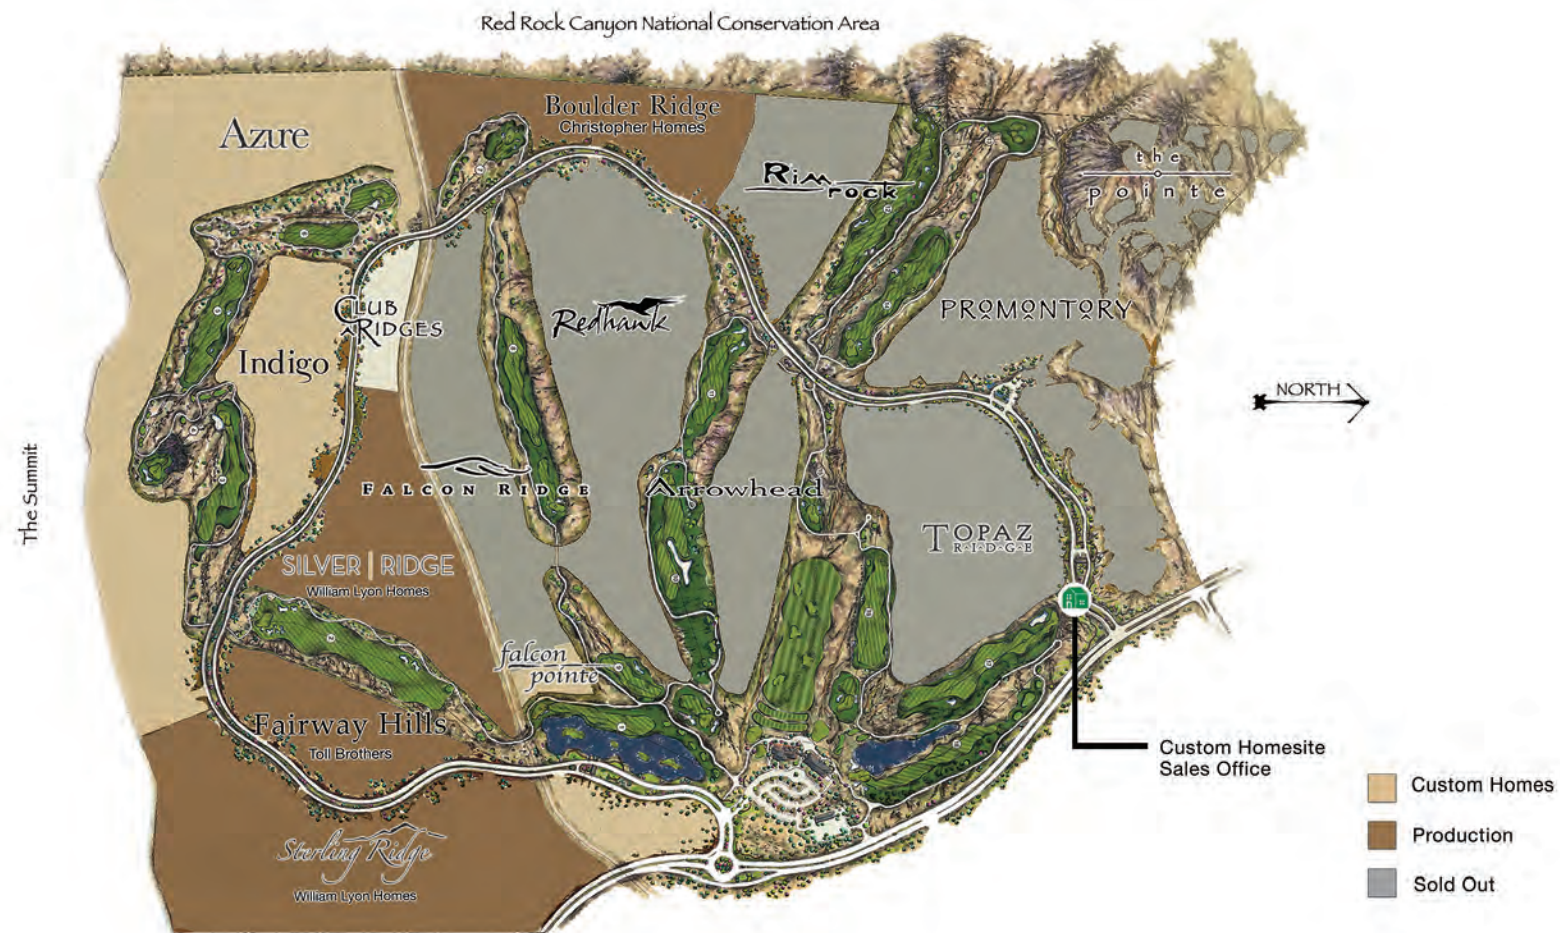 Red Rock Canyon National Conservation Area
Azure
Boulder Ridge
Christopher Homes
Rim
rock
the
pointe
CLUB
RIDGES
Redhawk
PROMONTORY
Indigo
NORTH
FALCON RIDGE
Arrowhead
The Summit
TOPAZ
R·I·D·G·E
SILVER | RIDGE
William Lyon Homes
falcon
pointe
Fairway Hills
Toll Brothers
Custom Homesite
Sales Office
Custom Homes
Production
Sold Out
Sterling Ridge
William Lyon Homes